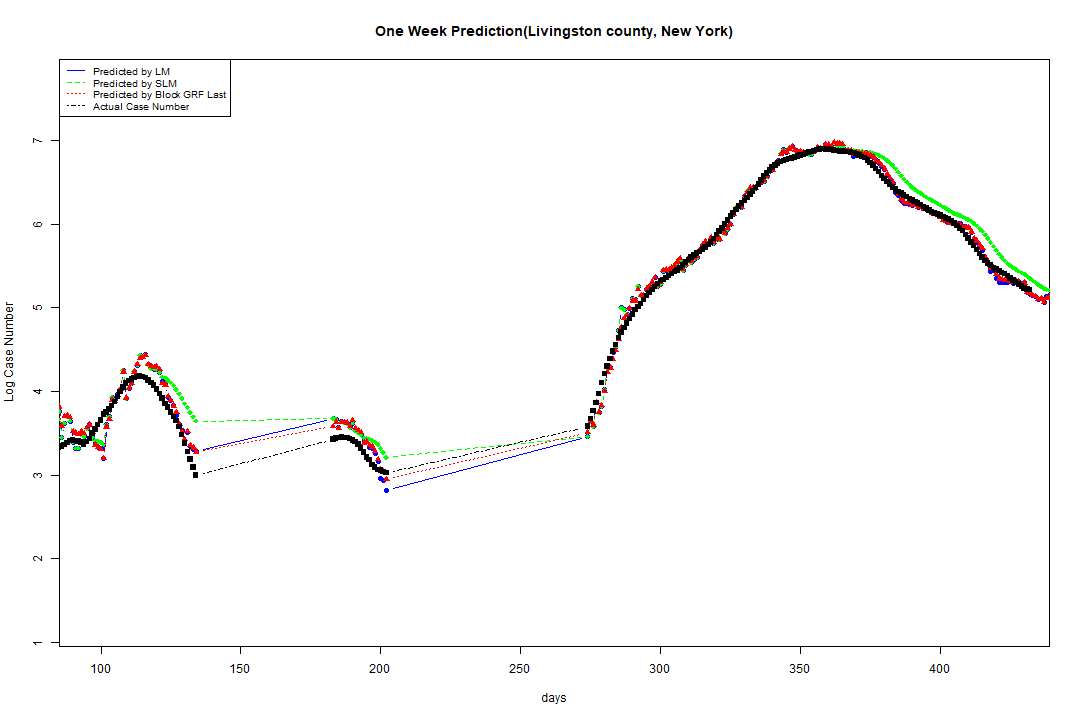 One Week Prediction(Livingston county, New York)
Predicted by LM
Predicted by SLM
Predicted by Block GRF Last
Actual Case Number
7
6
5
4
3
2
1
Log Case Number
100 150 200 250 300 350 400
days